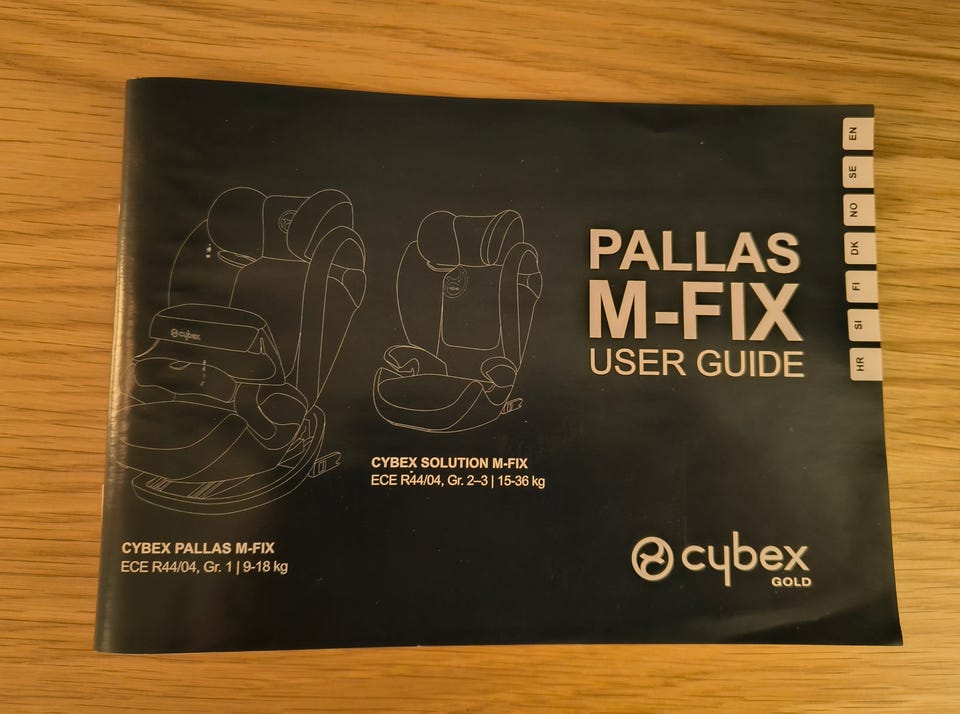 PALLAS
M-FIX
USER GUIDE
EN
SE
NO
DK
FI
SI
HR
cybex
CYBEX SOLUTION M-FIX
ECE R44/04, Gr. 2–3 | 15-36 kg
CYBEX PALLAS M-FIX
ECE R44/04, Gr. 1 | 9-18 kg
cybex
GOLD